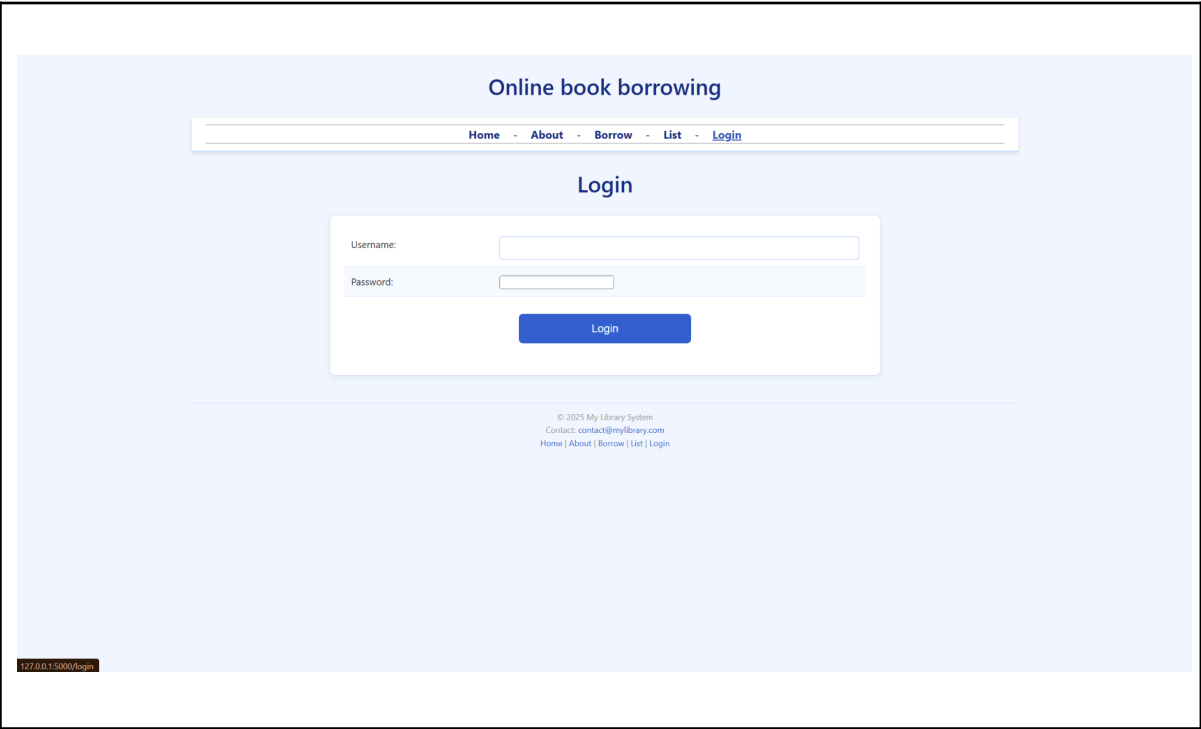 Online book borrowing
Home - About - Borrow - List - Login
Login
Username:
Password:
Login
© 2025 My Library System
Contact: contact@mylibrary.com
Home | About | Borrow | List | Login
127.0.0.1:5000/login